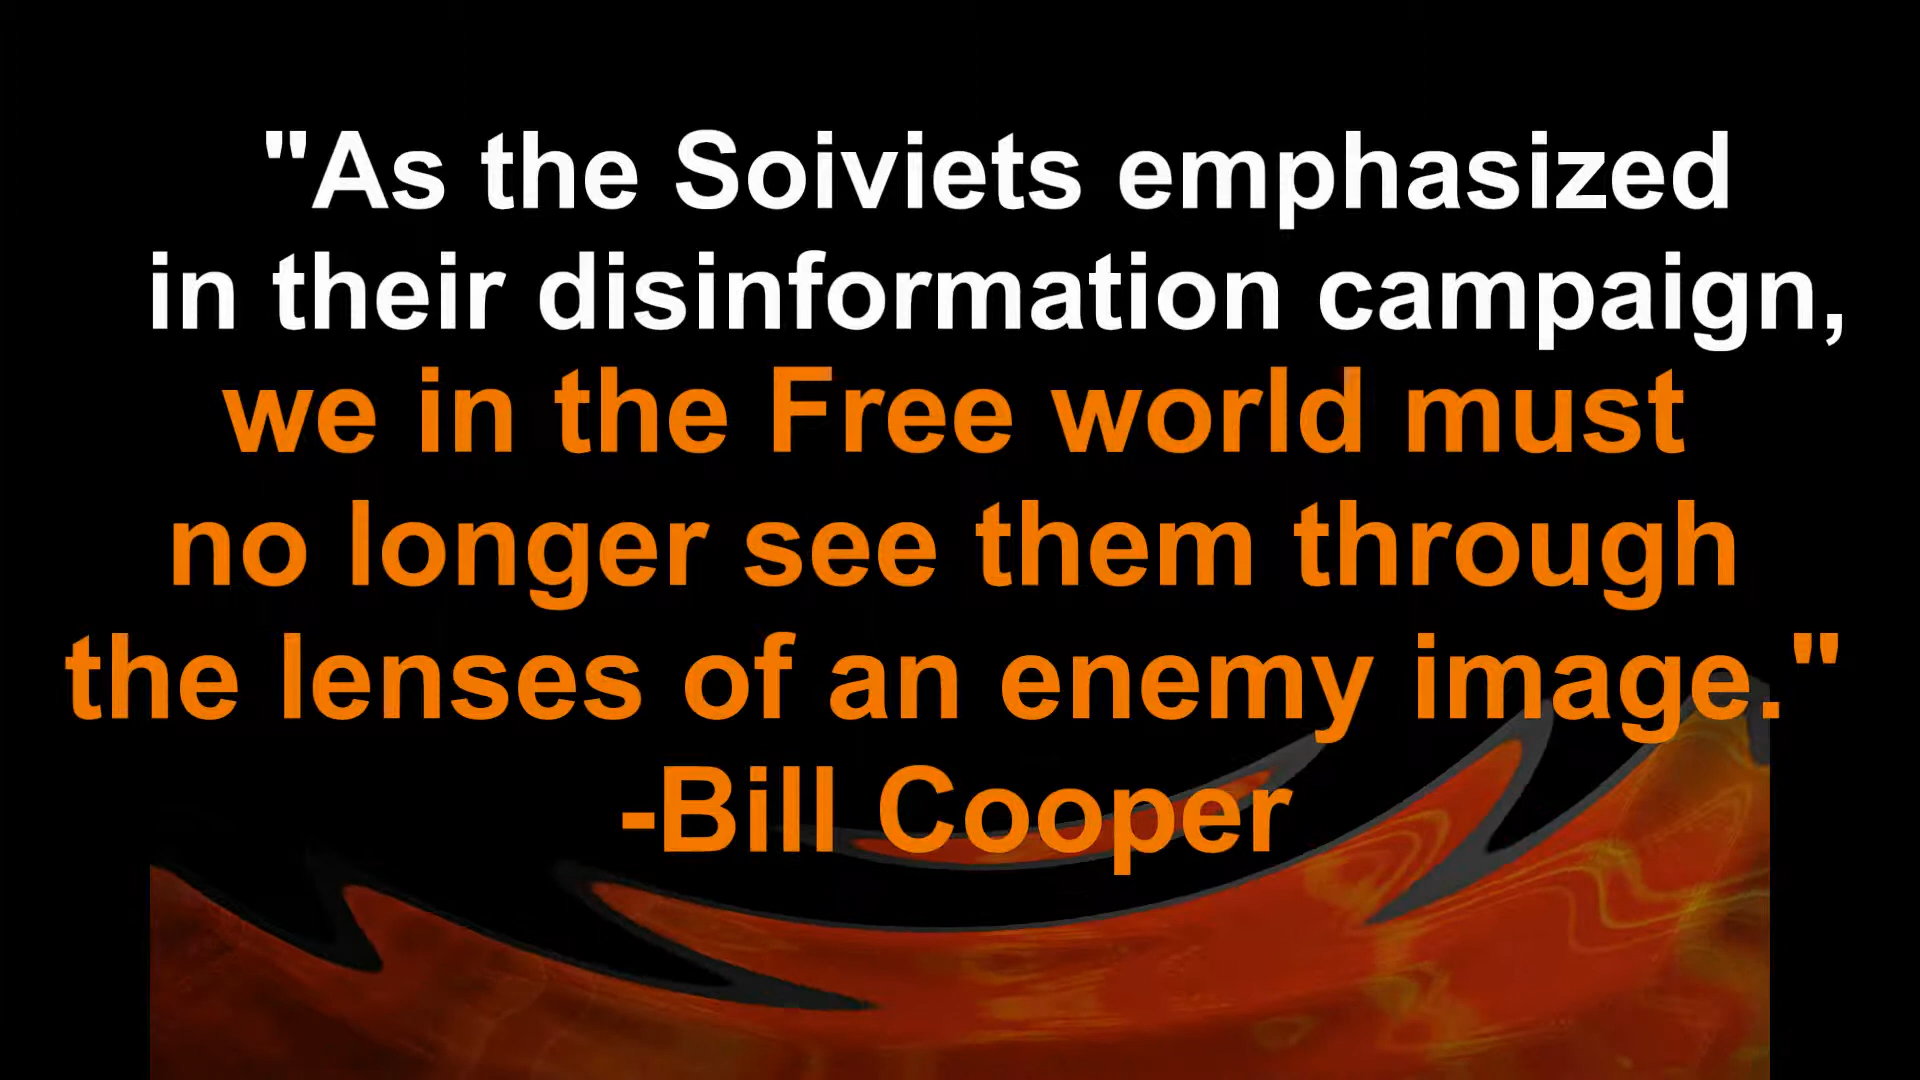 "As the Soiviets emphasized
in their disinformation campaign,
we in the Free world must
no longer see them through
the lenses of an enemy image."
-Bill Cooper